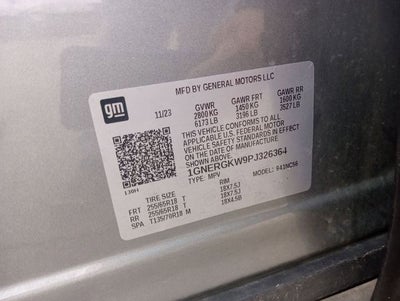 gm
MFD BY GENERAL MOTORS LLC
11/23 GVWR GAWR FRT GAWR RR
2800 KG 1450 KG 1600 KG
6173 LB 3196 LB 3527 LB
THIS VEHICLE CONFORMS TO ALL
APPLICABLE U.S. FEDERAL MOTOR
VEHICLE SAFETY STANDARDS IN EFFECT
ON THE DATE OF MANUFACTURE SHOWN ABOVE.
1GNERGKW9PJ326364
TYPE: MPV MODEL: 
TIRE SIZE RIM
FRT 255/65R18 T 18X7.5J
RR 255/65R18 T 18X7.5J
SPA T135/70R18 M 18X4.5B